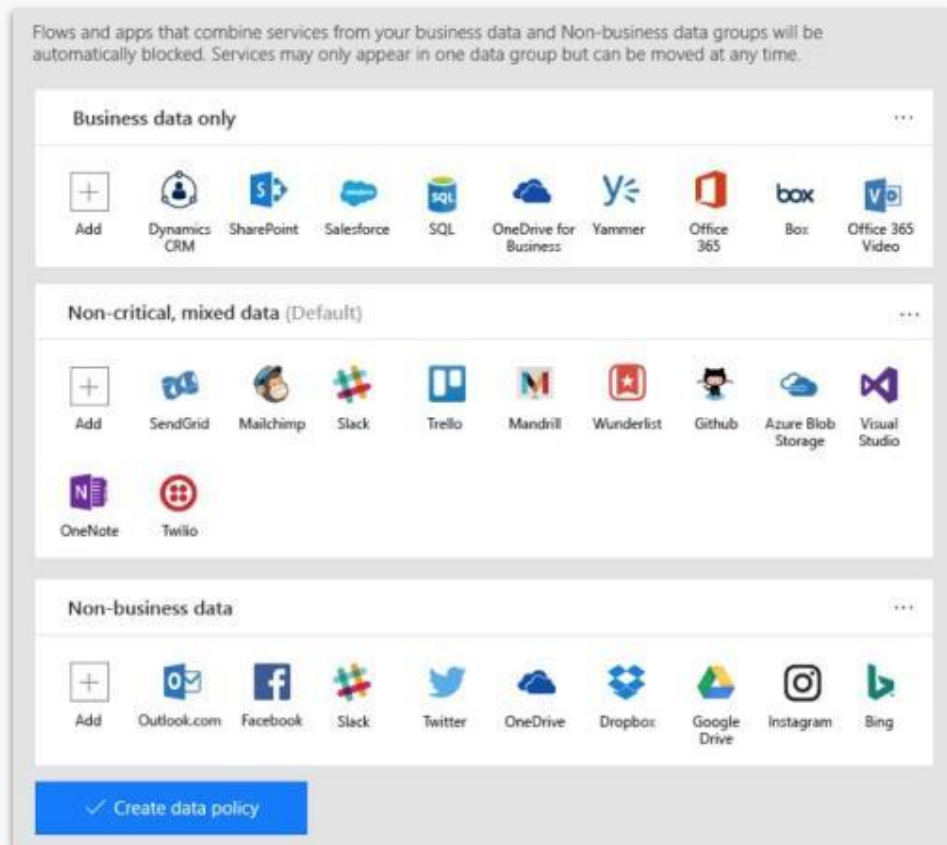 Flows and apps that combine services from your business data and Non-business data groups will be
automatically blocked. Services may only appear in one data group but can be moved at any time.
Business data only
...
Add
Dynamics
CRM
SharePoint
Salesforce
SQL
OneDrive for
Business
Yammer
Office
365
box
Box
Office 365
Video
Non-critical, mixed data (Default)
...
Add
SendGrid
Mailchimp
Slack
Trello
Mandrill
Wunderlist
Github
Azure Blob
Storage
Visual
Studio
OneNote
Twilio
Non-business data
...
Add
Outlook.com
Facebook
Slack
Twitter
OneDrive
Dropbox
Google
Drive
Instagram
Bing
Create data policy